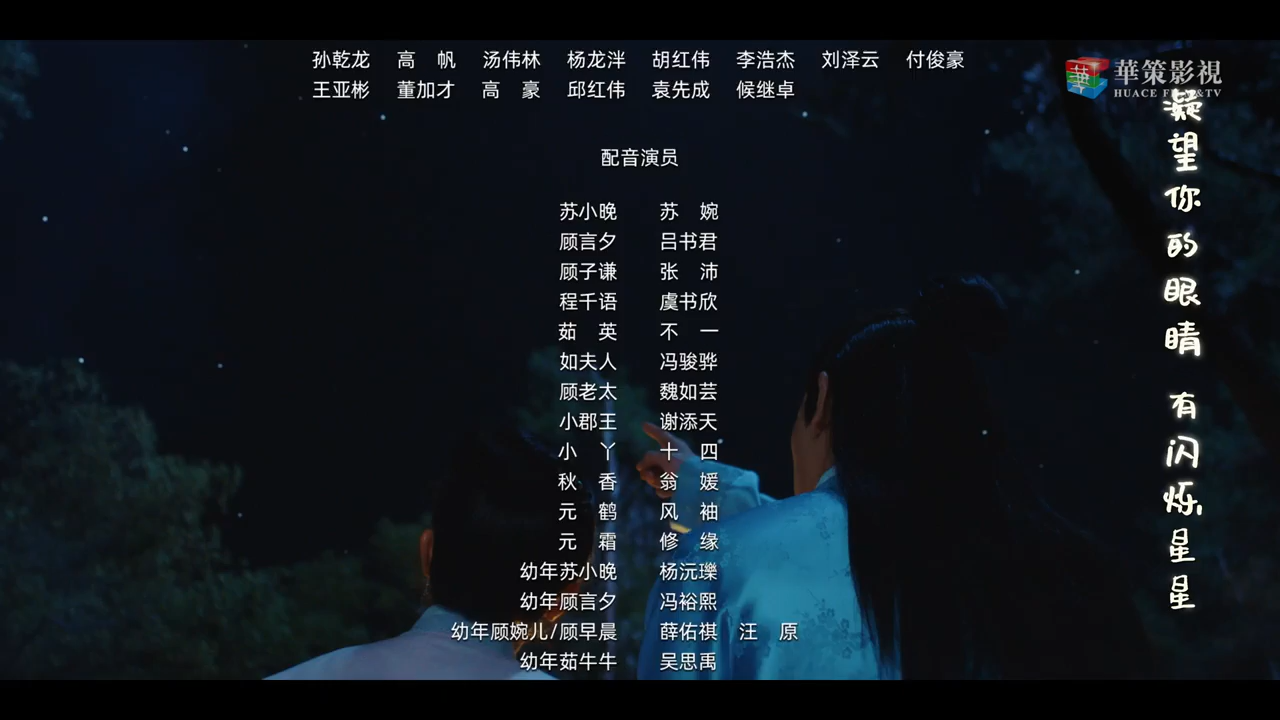 孙乾龙 高 帆 汤伟林 杨龙泮 胡红伟 李浩杰 刘泽云 付俊豪
王亚彬 董加才 高 豪 邱红伟 袁先成 候继卓
華策影視
HUACE FILM&TV
配音演员
苏小晚 苏 婉
顾言夕 吕书君
顾子谦 张 沛
程千语 虞书欣
茹 英 不 一
如夫人 冯骏骅
顾老太 魏如芸
小郡王 谢添天
小 丫 十 四
秋 香 翁 媛
元 鹤 风 袖
元 霜 修 缘
幼年苏小晚 杨沅瓅
幼年顾言夕 冯裕熙
幼年顾婉儿/顾早晨 薛佑祺 汪 原
幼年茹牛牛 吴思禹
凝望你的眼睛 有闪烁星星